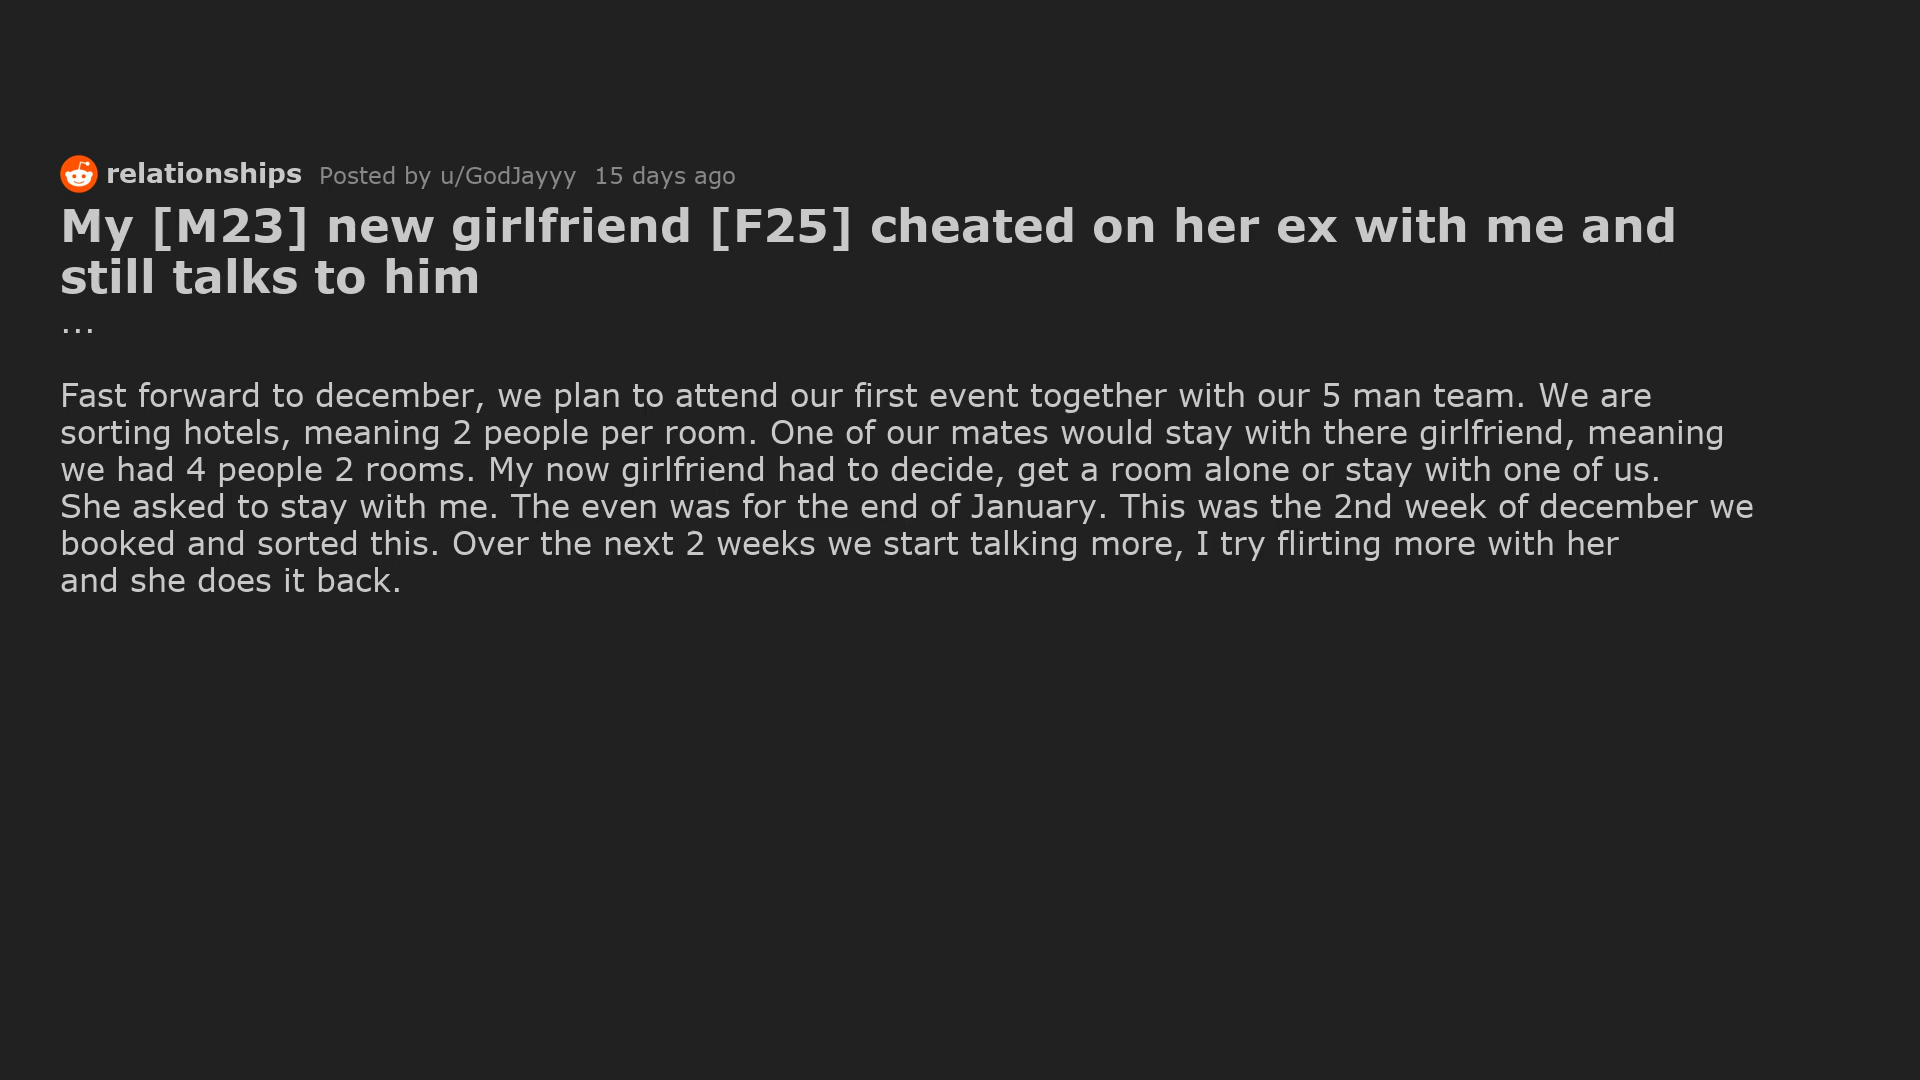 relationships Posted by u/GodJayyy 15 days ago
My [M23] new girlfriend [F25] cheated on her ex with me and
still talks to him
...
Fast forward to december, we plan to attend our first event together with our 5 man team. We are
sorting hotels, meaning 2 people per room. One of our mates would stay with there girlfriend, meaning
we had 4 people 2 rooms. My now girlfriend had to decide, get a room alone or stay with one of us.
She asked to stay with me. The even was for the end of January. This was the 2nd week of december we
booked and sorted this. Over the next 2 weeks we start talking more, I try flirting more with her
and she does it back.